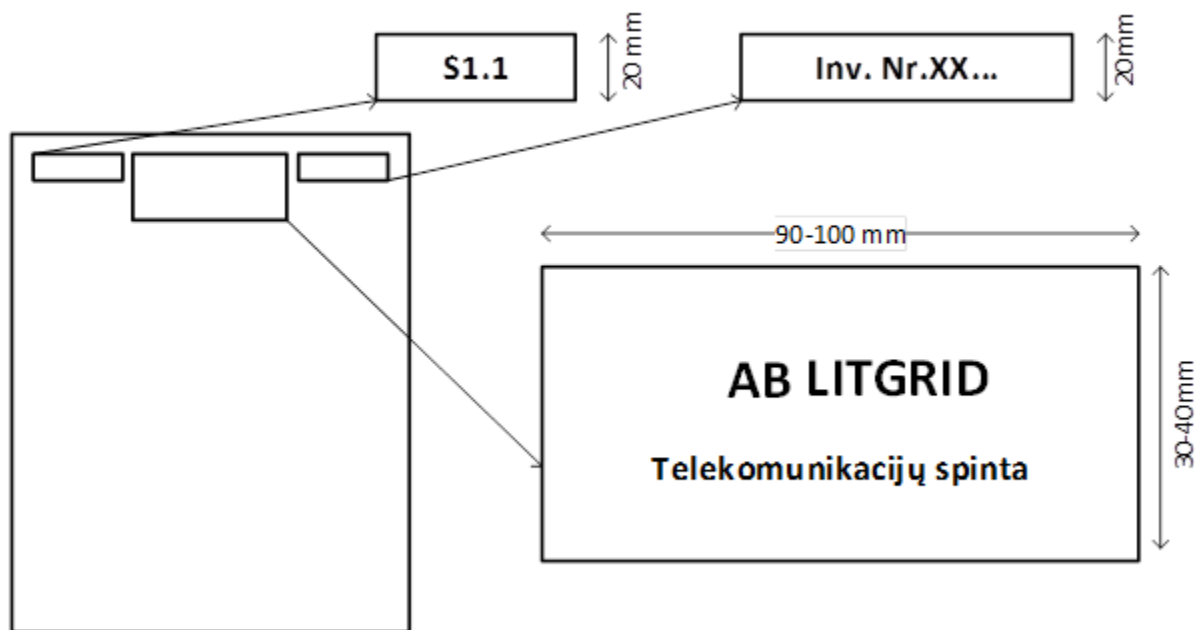 S1.1
20 mm
Inv. Nr.XX...
20mm
90-100 mm
AB LITGRID
Telekomunikacijų spinta
30-40mm